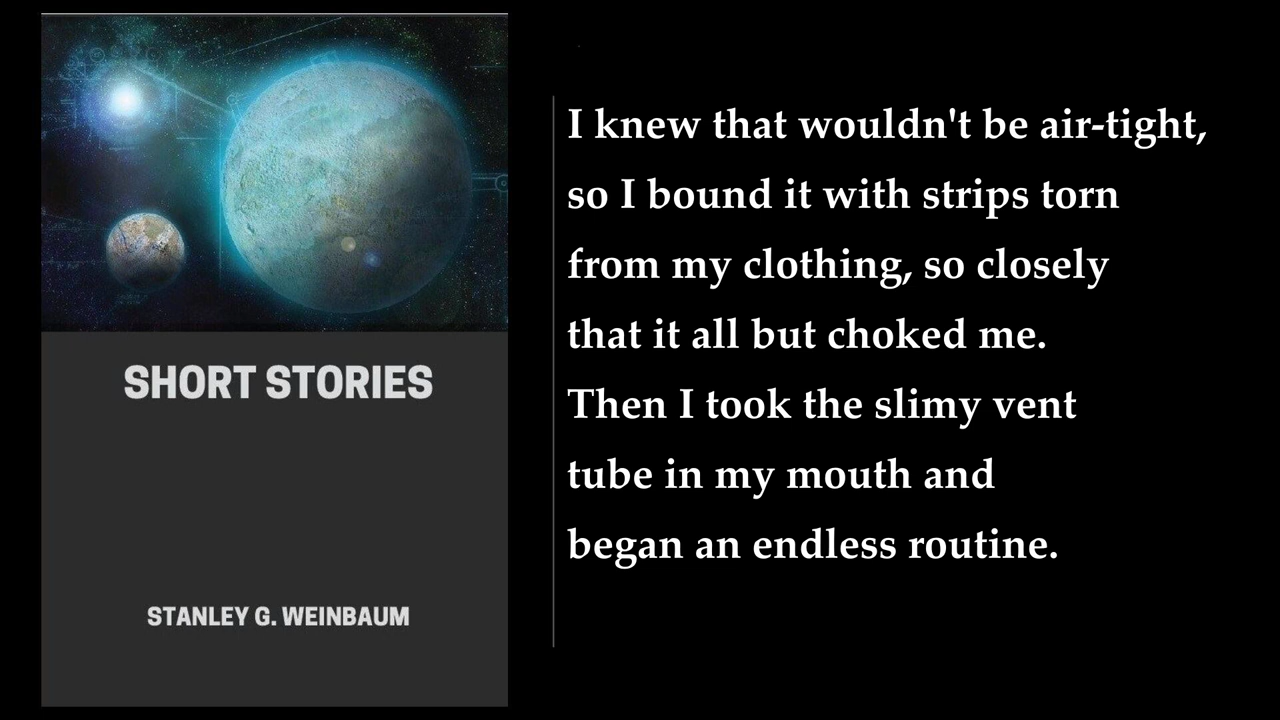 SHORT STORIES
STANLEY G. WEINBAUM
I knew that wouldn't be air-tight,
so I bound it with strips torn
from my clothing, so closely
that it all but choked me.
Then I took the slimy vent
tube in my mouth and
began an endless routine.